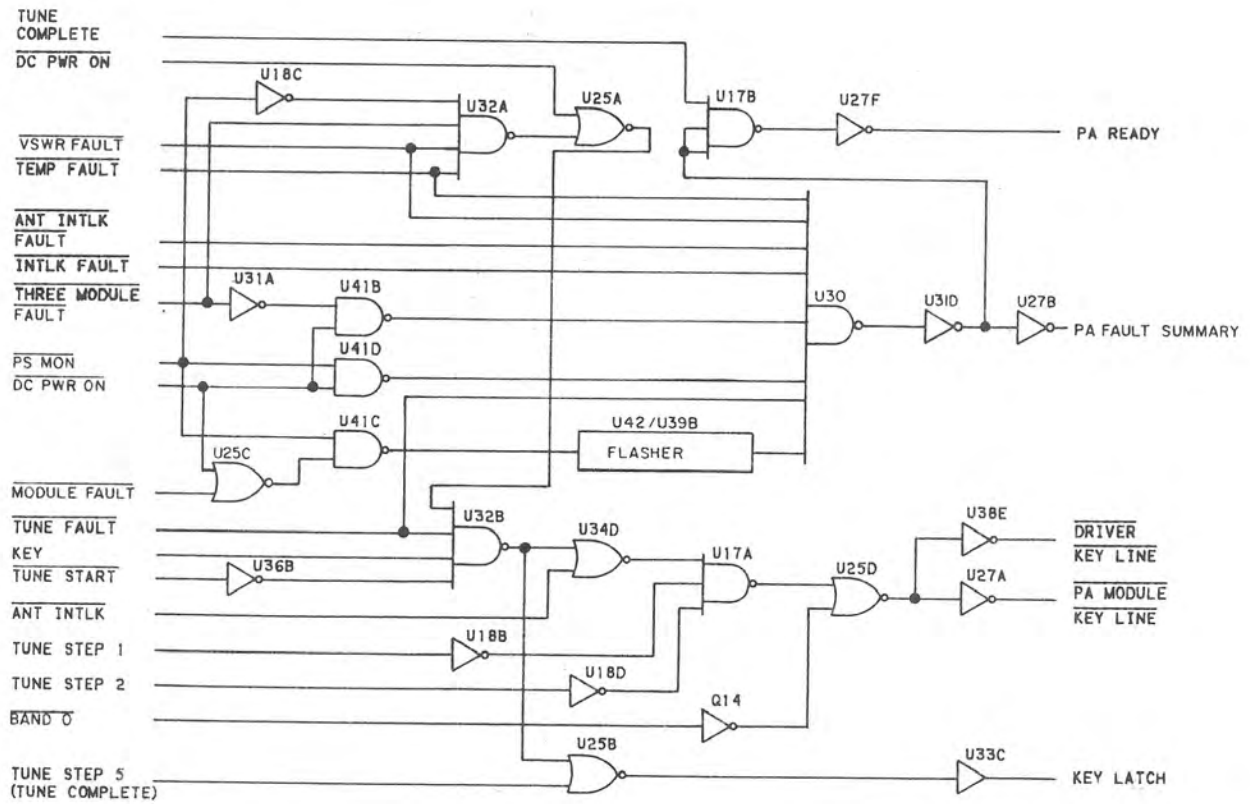 TUNE
COMPLETE
DC PWR ON
U18C
U32A
U25A
U17B
U27F
PA READY
VSWR FAULT
TEMP FAULT
ANT INTLK
FAULT
INTLK FAULT
THREE MODULE
FAULT
U31A
U41B
U30
U31D
U27B
PA FAULT SUMMARY
PS MON
DC PWR ON
U41D
U41C
U42/U39B
FLASHER
U25C
MODULE FAULT
TUNE FAULT
KEY
TUNE START
U36B
U32B
U34D
U17A
U25D
U38E
DRIVER
KEY LINE
U27A
PA MODULE
KEY LINE
ANT INTLK
TUNE STEP 1
U18B
TUNE STEP 2
U18D
BAND 0
Q14
U25B
U33C
TUNE STEP 5
(TUNE COMPLETE)
KEY LATCH